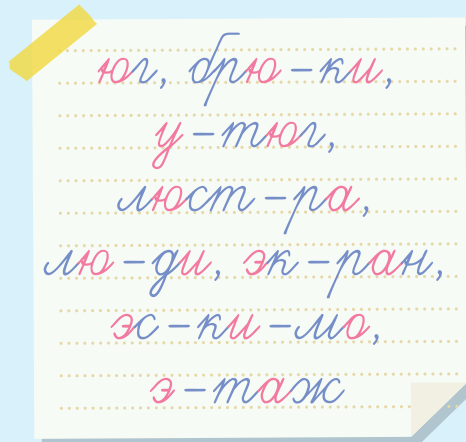 юг, брю-ки,
у-тюг,
люст-ра,
лю-ди, эк-ран,
эс-ки-мо,
э-таж